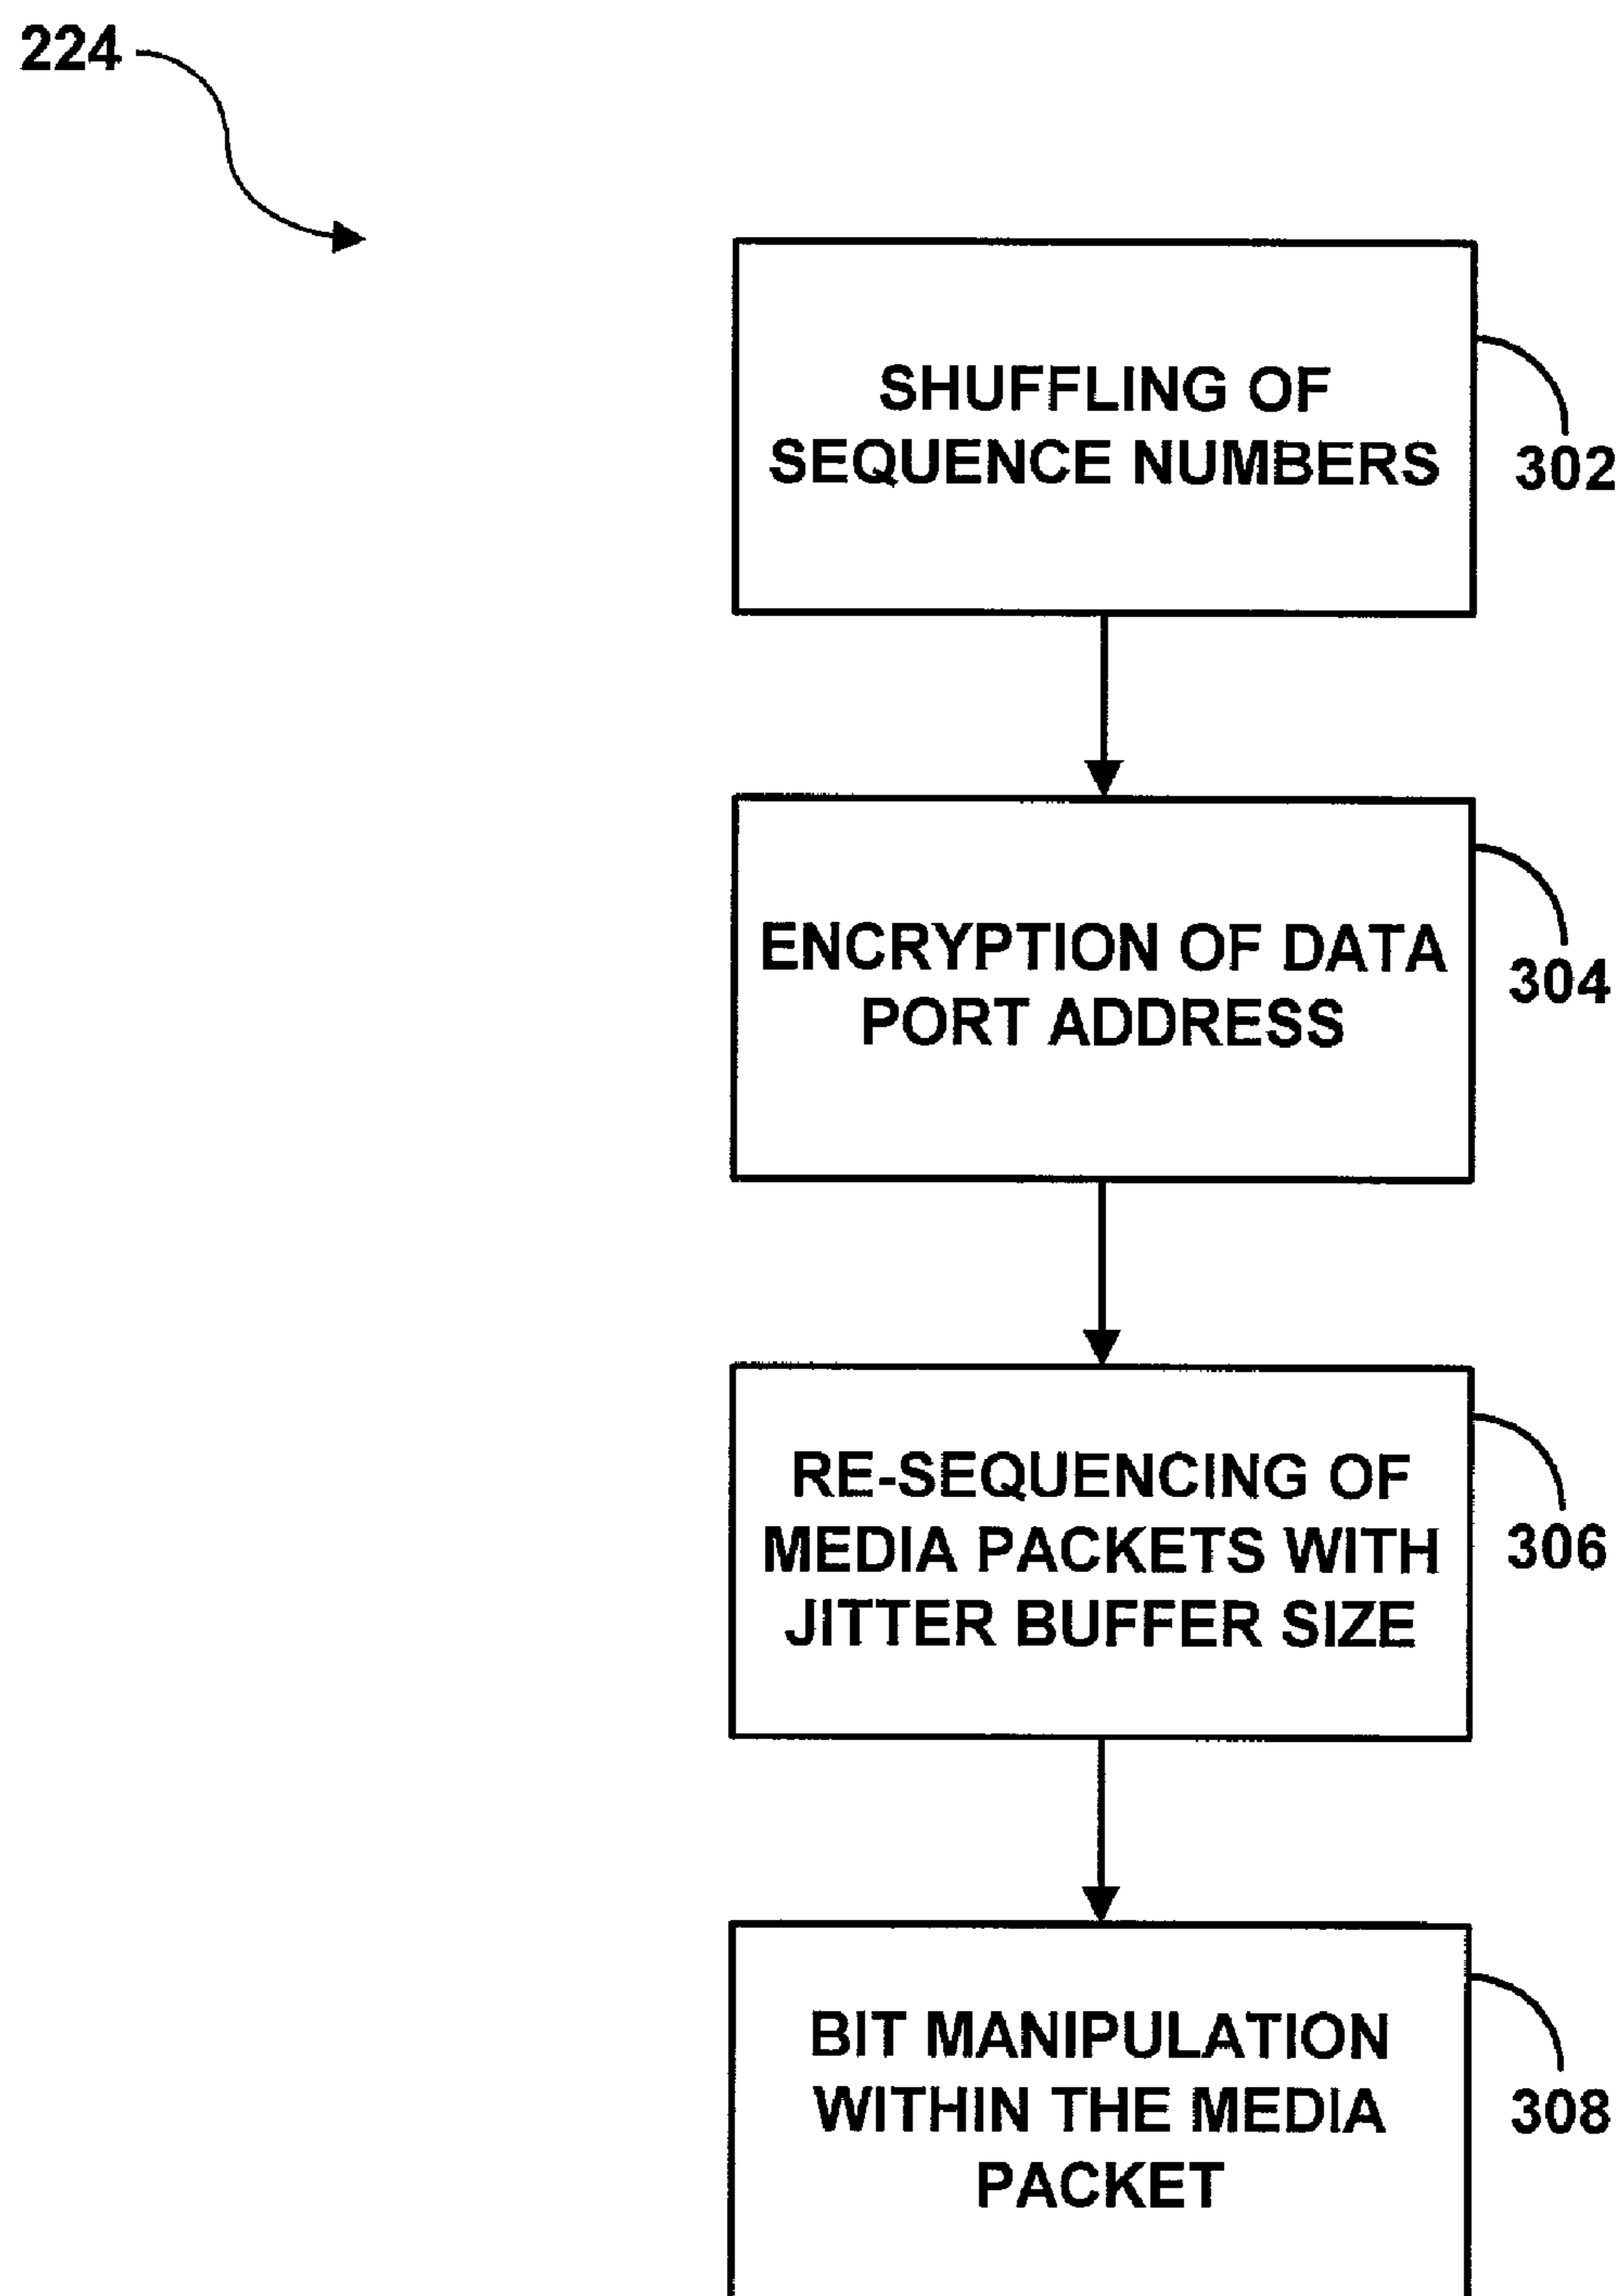 224
SHUFFLING OF
SEQUENCE NUMBERS
302
ENCRYPTION OF DATA
PORT ADDRESS
304
RE-SEQUENCING OF
MEDIA PACKETS WITH
JITTER BUFFER SIZE
306
BIT MANIPULATION
WITHIN THE MEDIA
PACKET
308